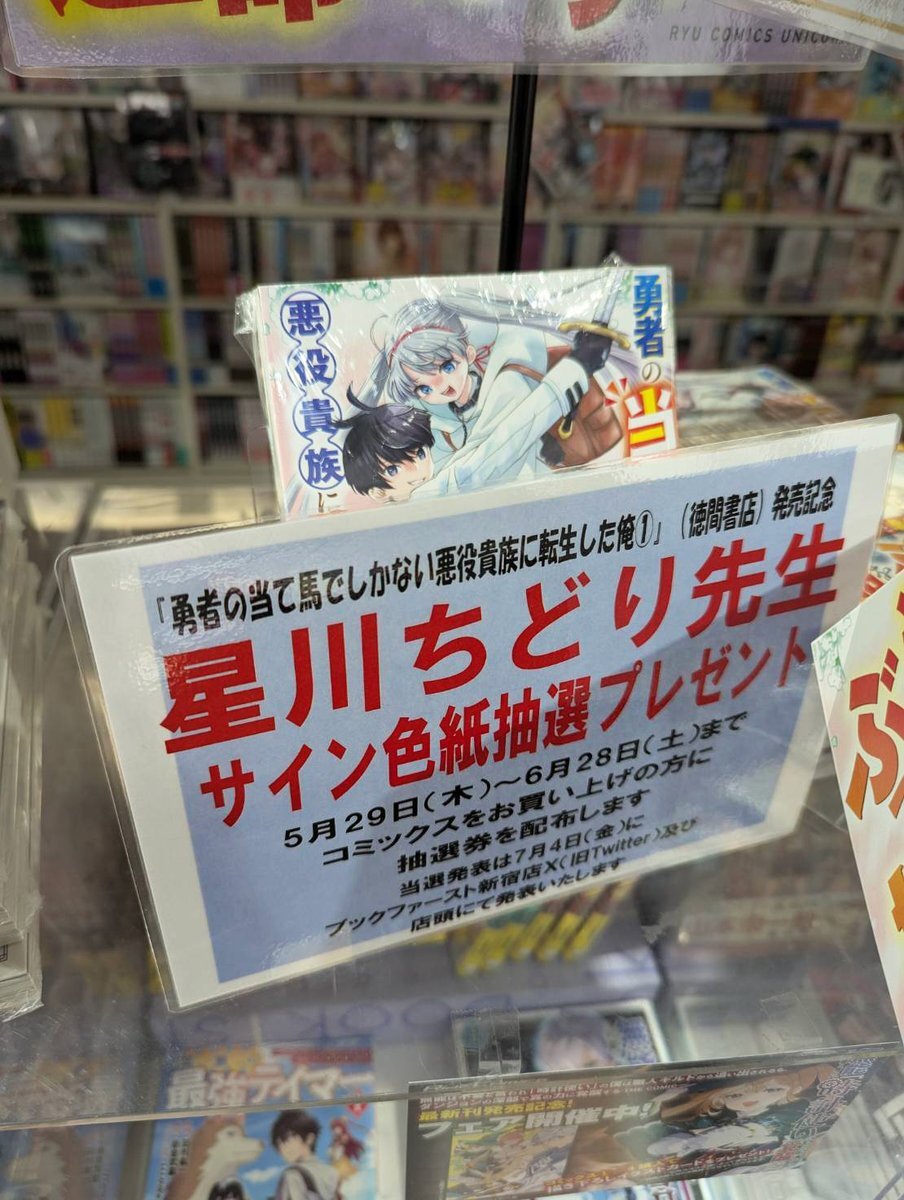 RYU COMICS UNICO
悪役貴族に
勇者の当
『勇者の当て馬でしかない悪役貴族に転生した俺①』（徳間書店）発売記念
星川ちどり先生
サイン色紙抽選プレゼント
5月29日（木）～6月28日（土）まで
コミックスをお買い上げの方に
抽選券を配布します
当選発表は7月4日（金）に
ブックファースト新宿店X（旧Twitter）及び
店頭にて発表いたします
最強テイマー
最新刊発売記念！
フェア開催中！